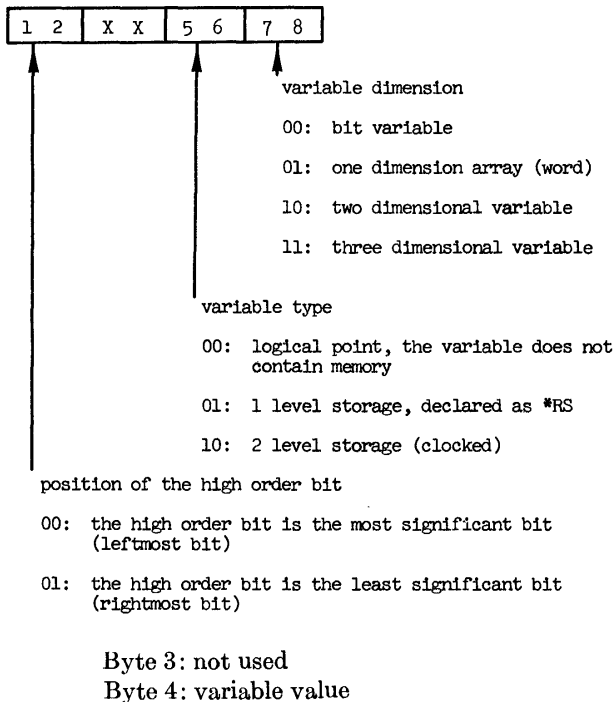 1 2 X X 5 6 7 8
variable dimension
00: bit variable
01: one dimension array (word)
10: two dimensional variable
11: three dimensional variable
variable type
00: logical point, the variable does not
contain memory
01: 1 level storage, declared as *RS
10: 2 level storage (clocked)
position of the high order bit
00: the high order bit is the most significant bit
(leftmost bit)
01: the high order bit is the least significant bit
(rightmost bit)
Byte 3: not used
Byte 4: variable value